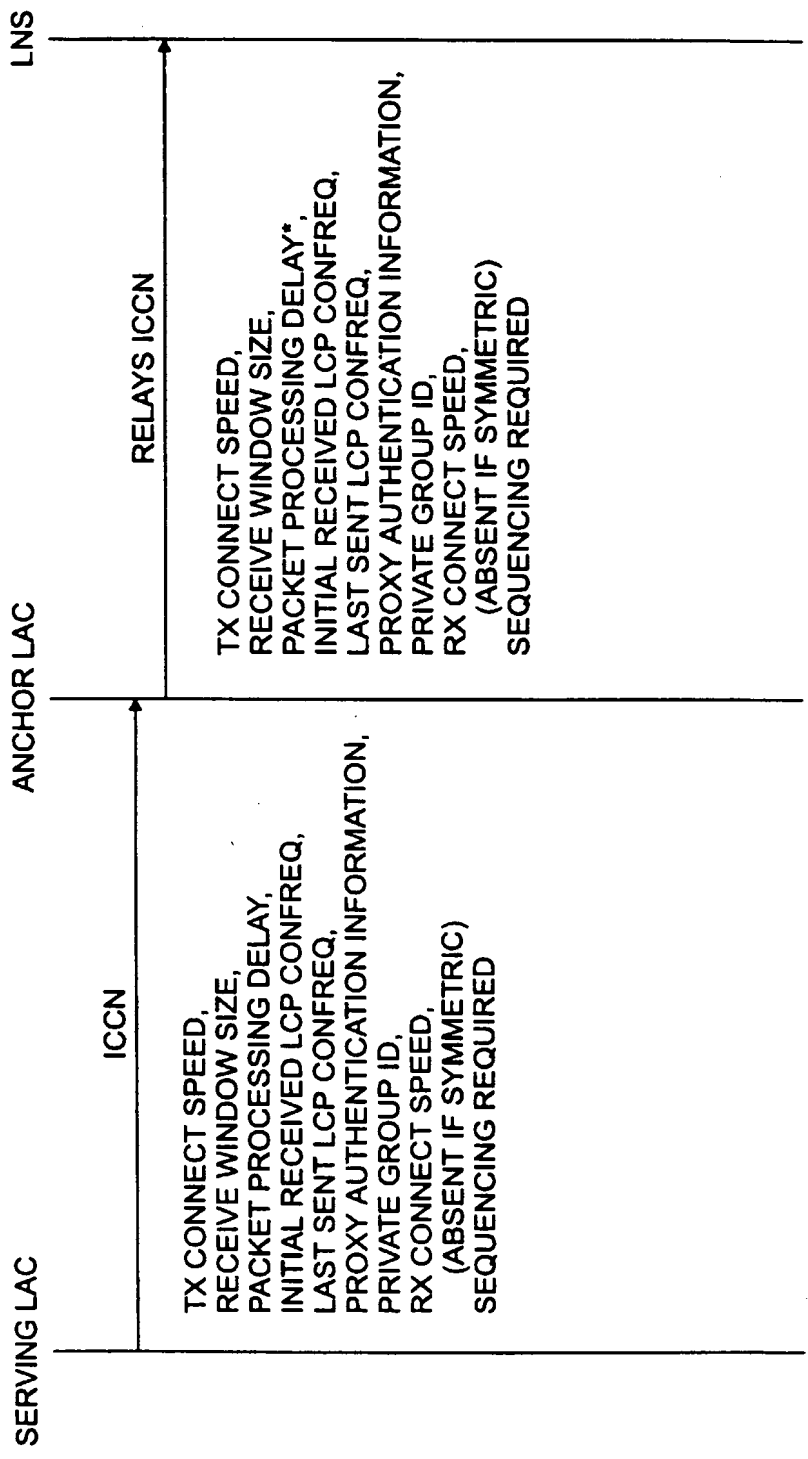 SERVING LAC
ANCHOR LAC
LNS
ICCN
TX CONNECT SPEED,
RECEIVE WINDOW SIZE,
PACKET PROCESSING DELAY,
INITIAL RECEIVED LCP CONFREQ,
LAST SENT LCP CONFREQ,
PROXY AUTHENTICATION INFORMATION,
PRIVATE GROUP ID,
RX CONNECT SPEED,
(ABSENT IF SYMMETRIC)
SEQUENCING REQUIRED
RELAYS ICCN
TX CONNECT SPEED,
RECEIVE WINDOW SIZE,
PACKET PROCESSING DELAY*,
INITIAL RECEIVED LCP CONFREQ,
LAST SENT LCP CONFREQ,
PROXY AUTHENTICATION INFORMATION,
PRIVATE GROUP ID,
RX CONNECT SPEED,
(ABSENT IF SYMMETRIC)
SEQUENCING REQUIRED